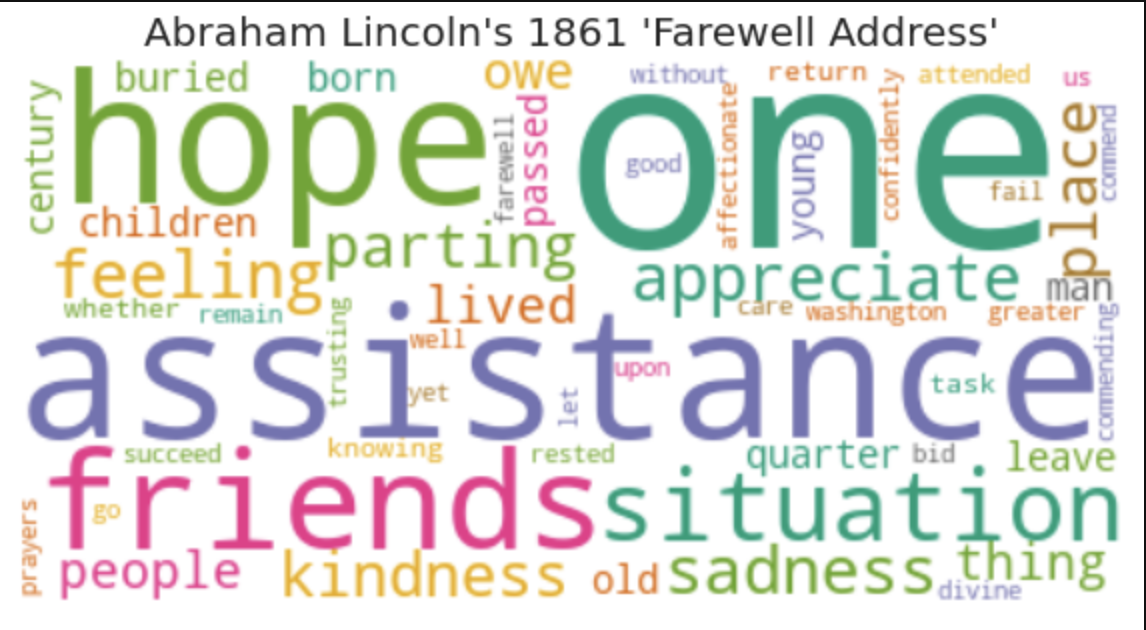 Abraham Lincoln's 1861 'Farewell Address'
century
buried
born
owe
without
return
attended
us
hope
farewell
passed
one
good
affectionate
young
confidently
fail
place
commend
children
parting
feeling
appreciate
man
whether
remain
trusting
lived
care
washington
greater
well
assistance
yet
let
upon
task
commending
succeed
knowing
rested
quarter
bid
leave
friends
go
situation
prayers
people
kindness
old
sadness
thing
divine